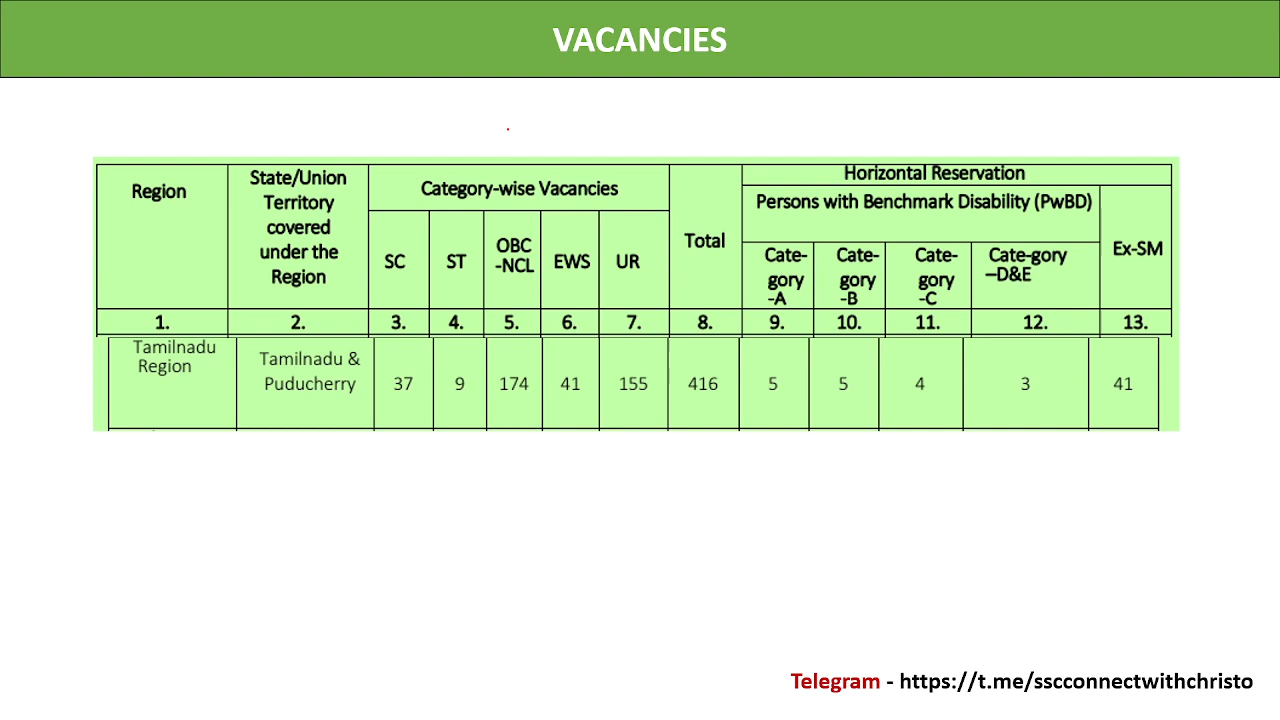 VACANCIES
Region
State/Union
Territory
covered
under the
Region
Category-wise Vacancies
SC
ST
OBC
-NCL
EWS
UR
Total
Horizontal Reservation
Persons with Benchmark Disability (PwBD)
Cate-
gory
-A
Cate-
gory
-B
Cate-
gory
-C
Cate-gory
–D&E
Ex-SM
1. 2. 3. 4. 5. 6. 7. 8. 9. 10. 11. 12. 13.
Tamilnadu
Region
Tamilnadu &
Puducherry
37 9 174 41 155 416 5 5 4 3 41
Telegram - https://t.me/sscconnectwithchristo